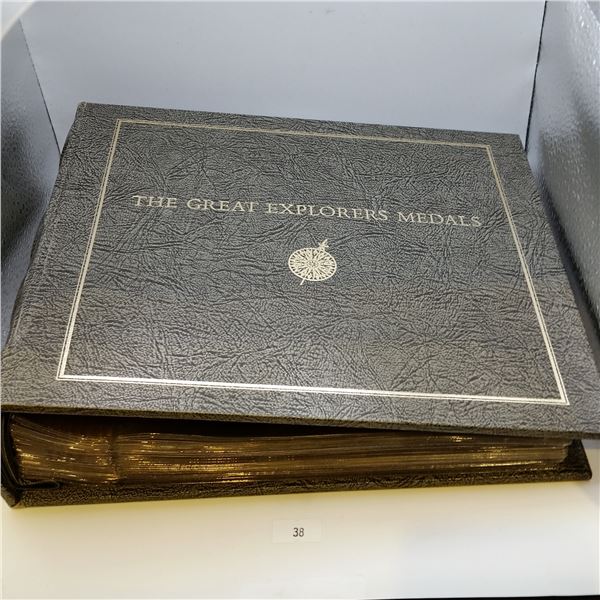 THE GREAT EXPLORERS MEDALS
38